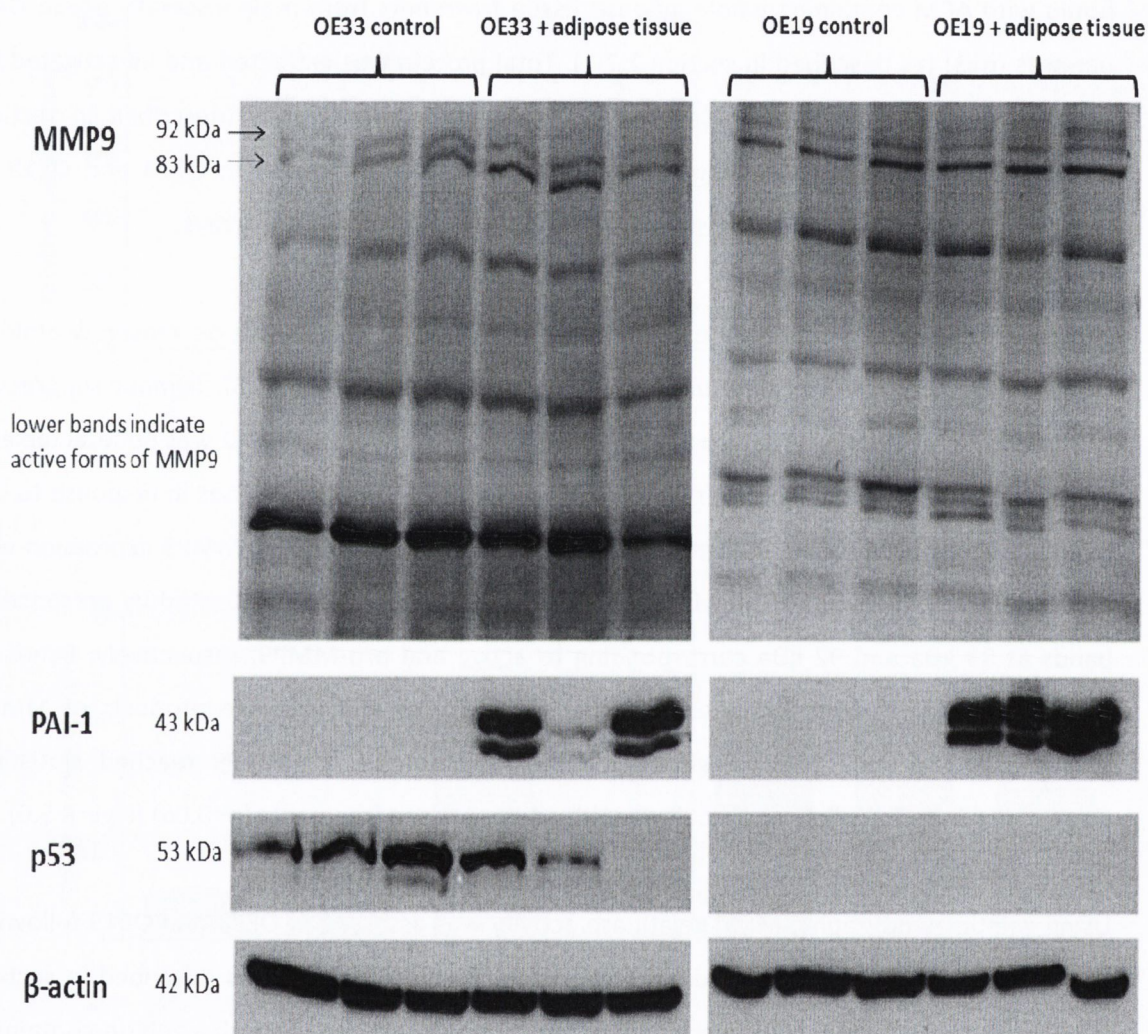 OE33 control OE33 + adipose tissue OE19 control OE19 + adipose tissue
MMP9
92 kDa
83 kDa
lower bands indicate
active forms of MMP9
PAI-1 43 kDa
p53 53 kDa
β-actin 42 kDa